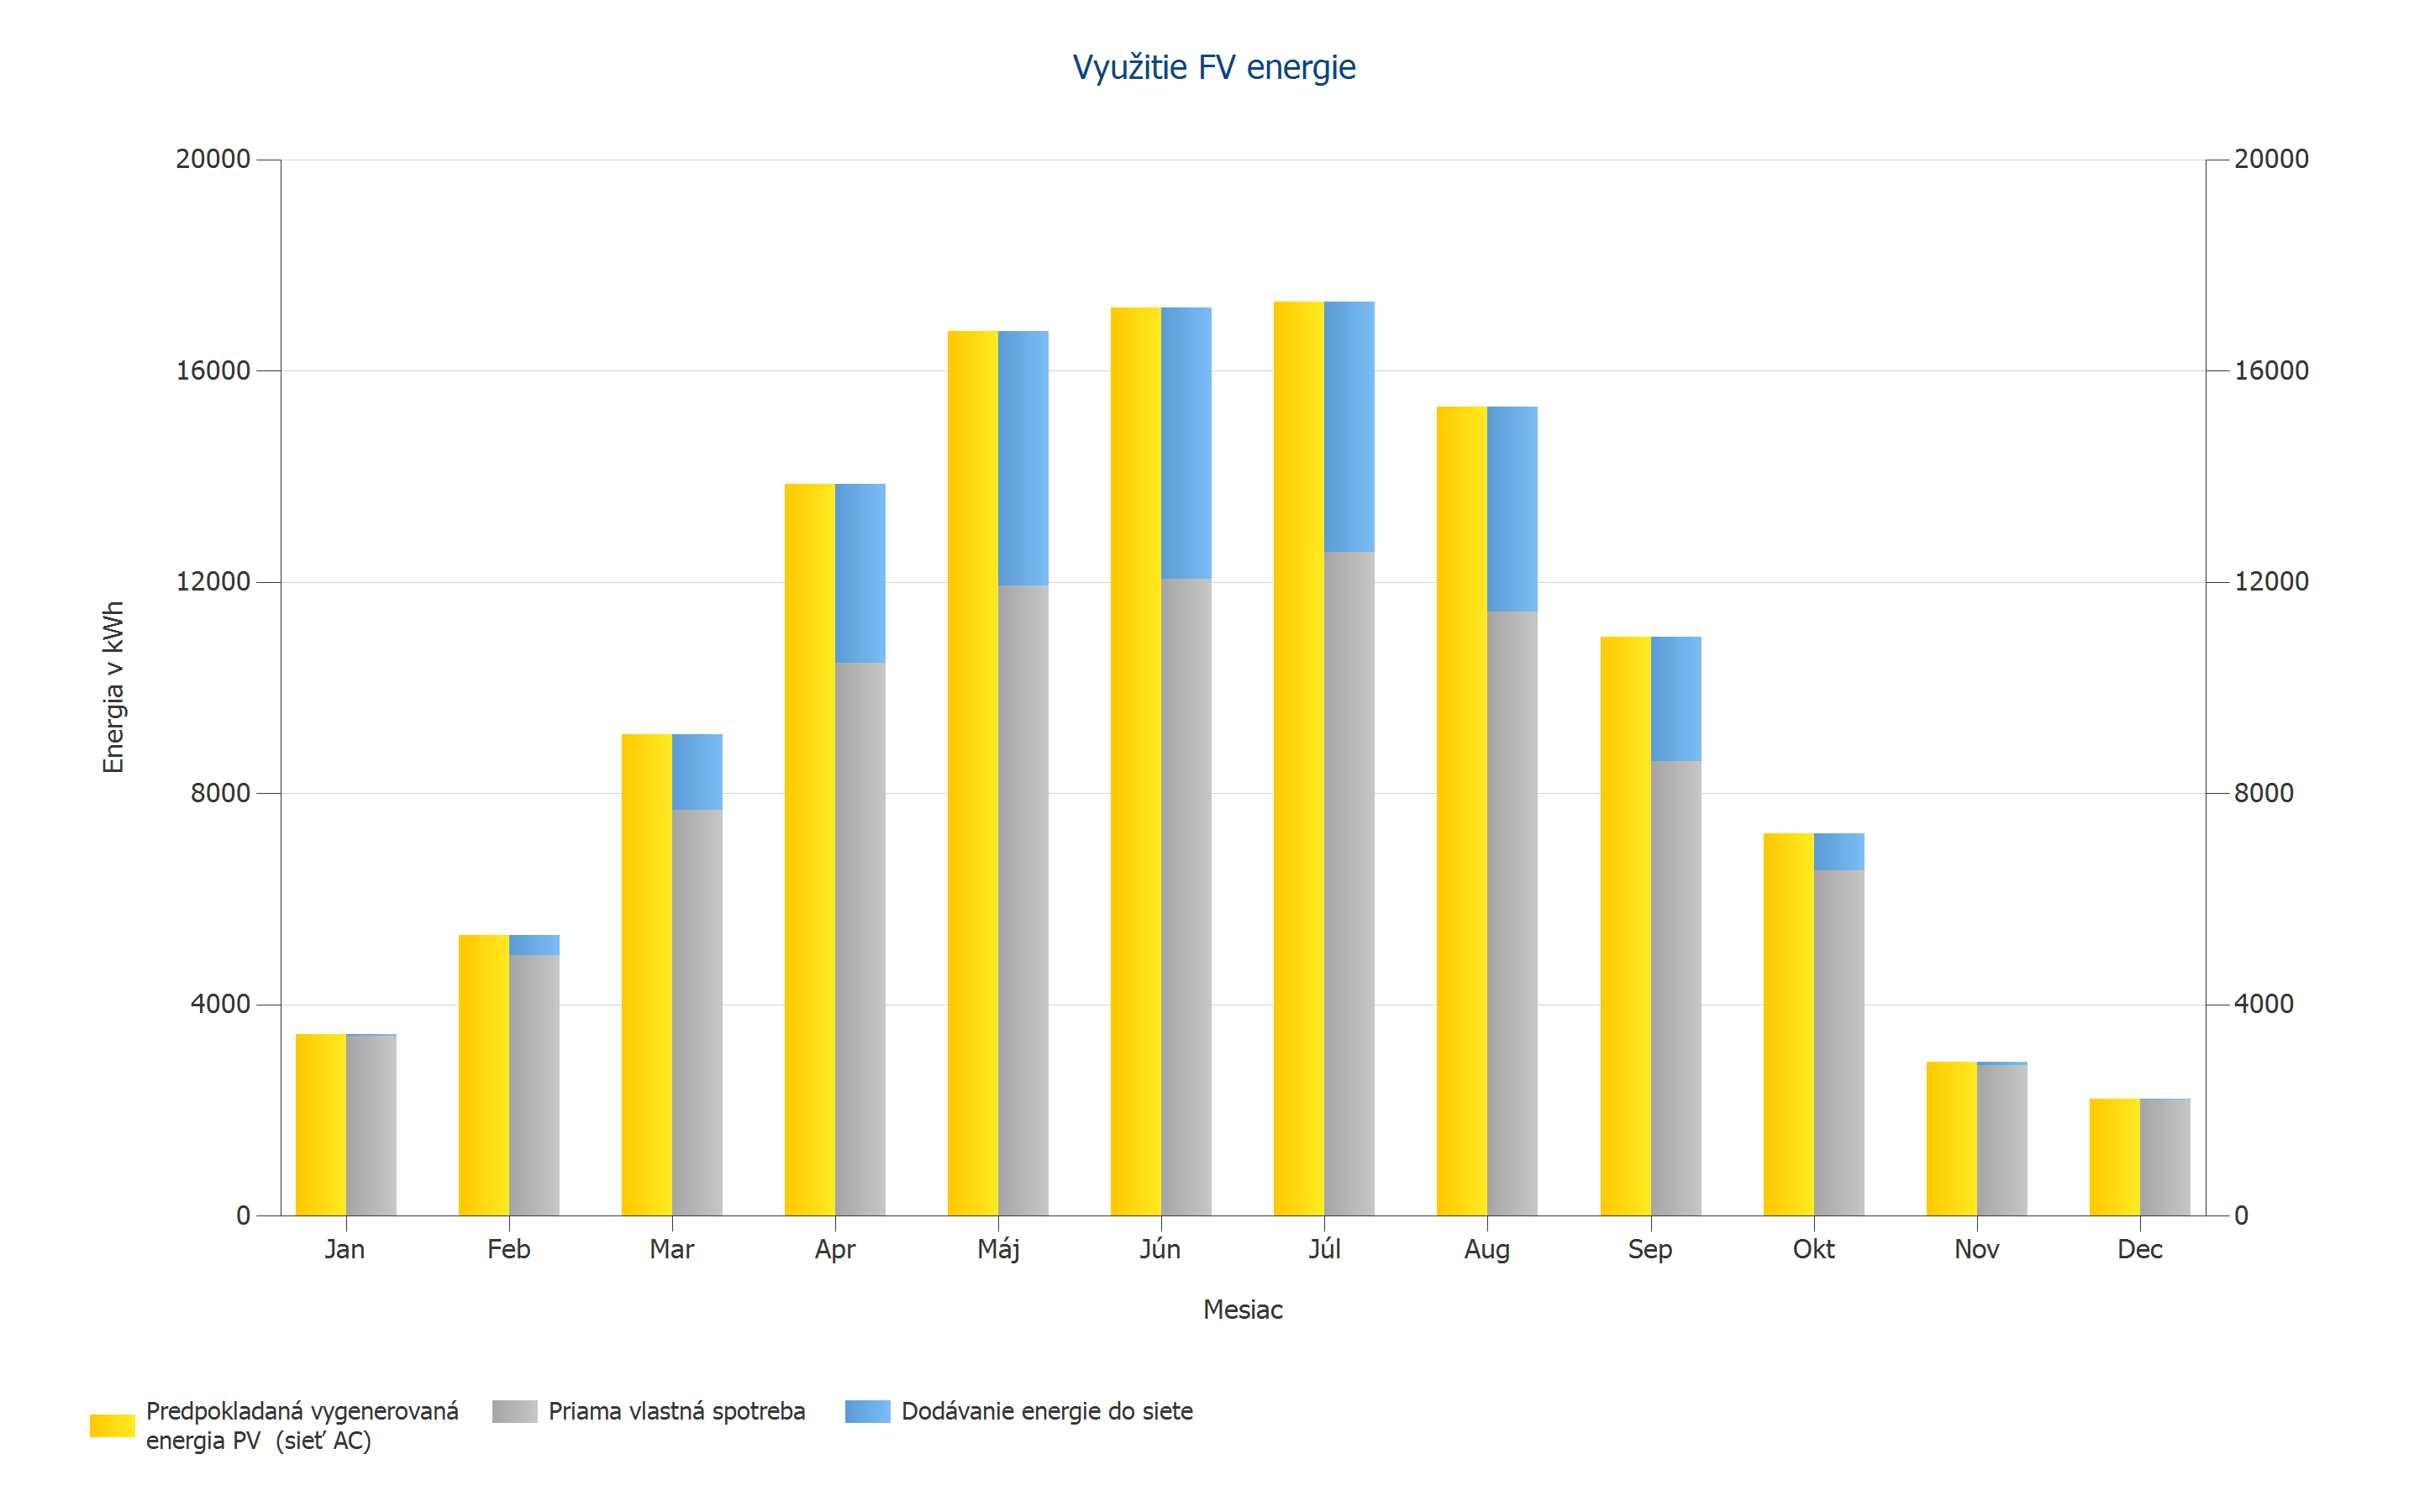 Využitie FV energie
20000 20000
16000 16000
12000 12000
8000 8000
4000 4000
0 0
Energia v kWh
Jan Feb Mar Apr Máj Jún Júl Aug Sep Okt Nov Dec
Mesiac
Predpokladaná vygenerovaná
energia PV  (sieť AC)
Priama vlastná spotreba
Dodávanie energie do siete